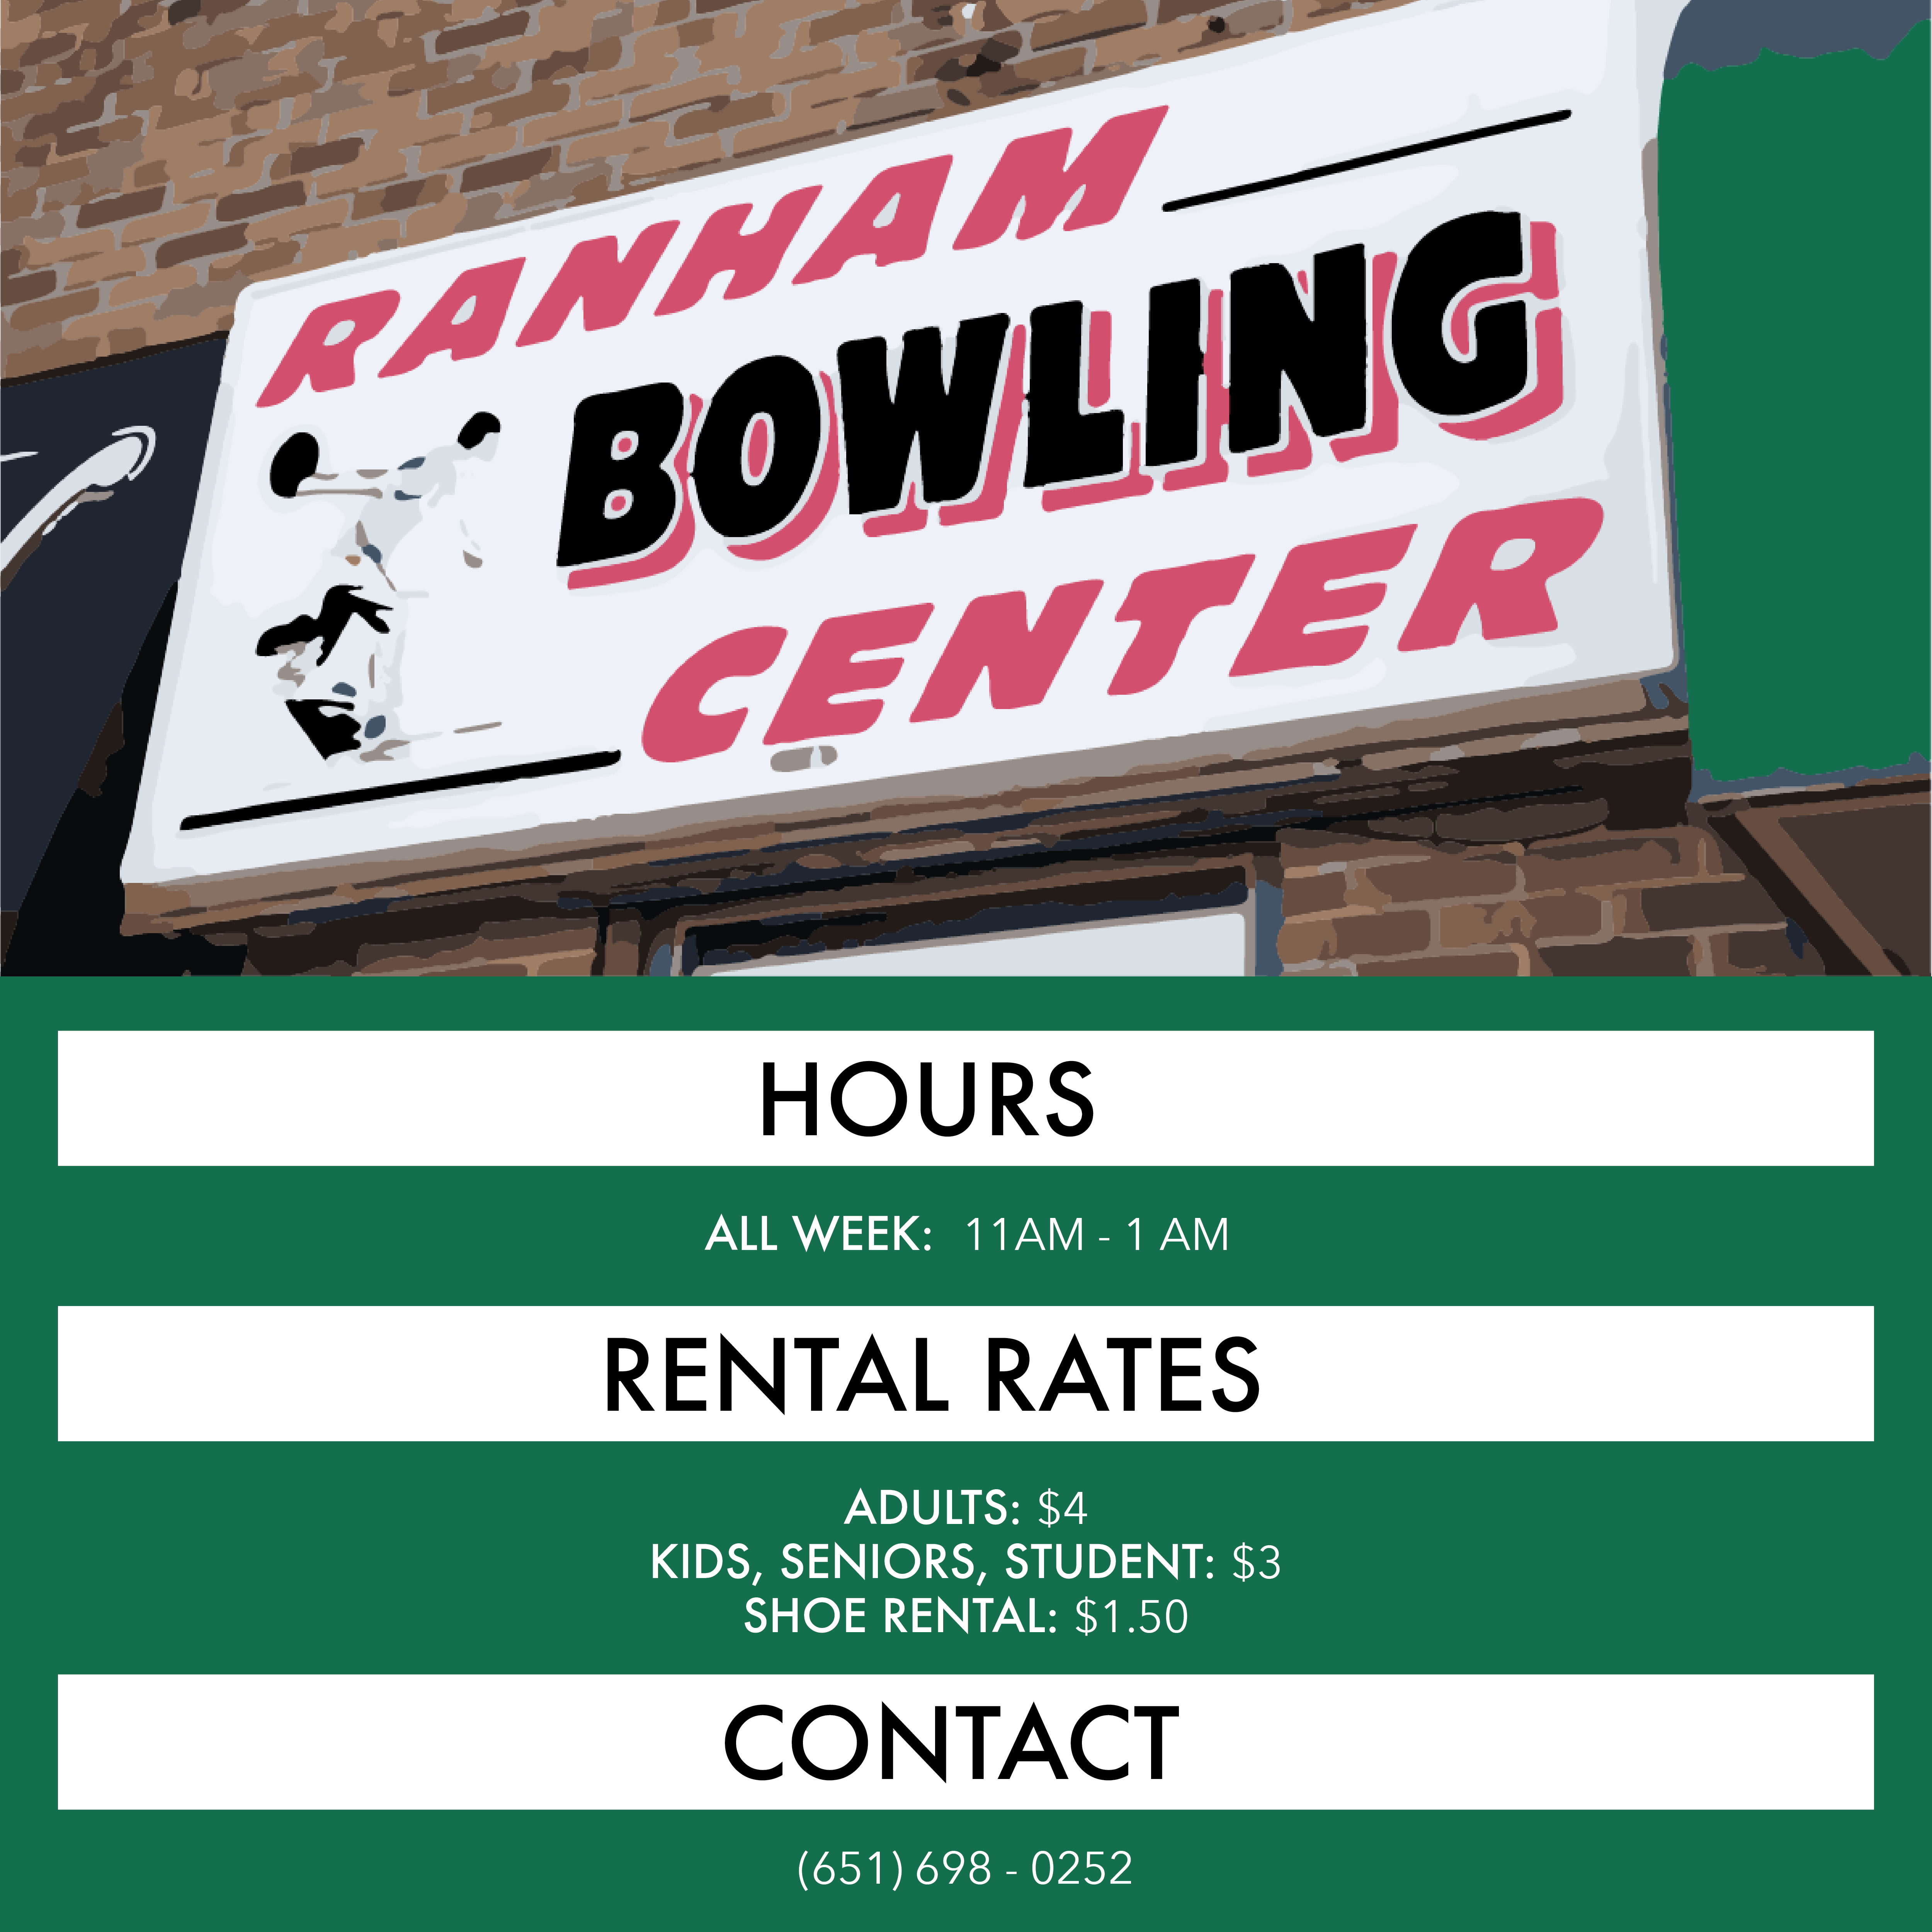 RANHAM
BOWLING
CENTER
HOURS
ALL WEEK: 11AM - 1 AM
RENTAL RATES
ADULTS: $4
KIDS, SENIORS, STUDENT: $3
SHOE RENTAL: $1.50
CONTACT
(651) 698 - 0252